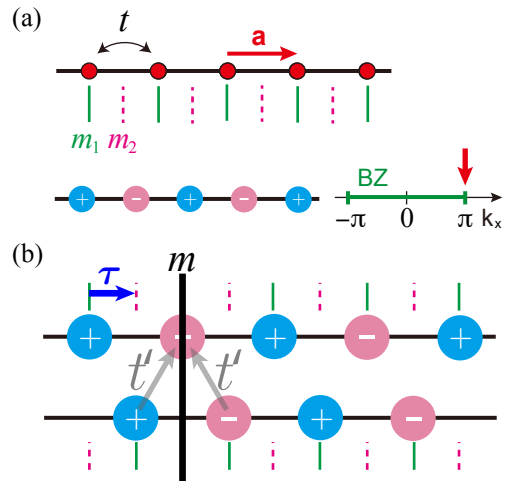 (a)
t
a
m₁ m₂
+ - + - +
BZ
-π 0 π kₓ
(b)
m
τ
+ - + - +
t' t'
+ - + -